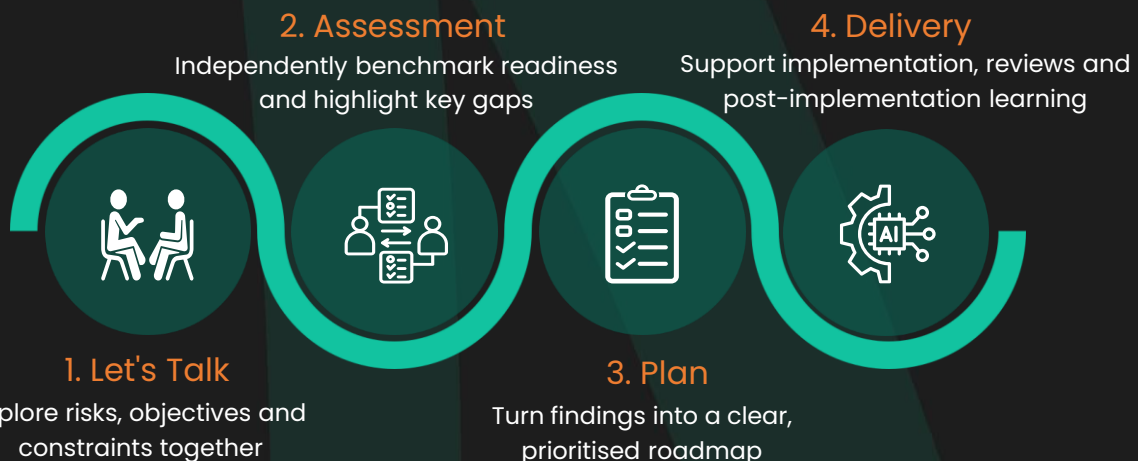 2. Assessment
Independently benchmark readiness
and highlight key gaps
4. Delivery
Support implementation, reviews and
post-implementation learning
AI
1. Let's Talk
plore risks, objectives and
constraints together
3. Plan
Turn findings into a clear,
prioritised roadmap